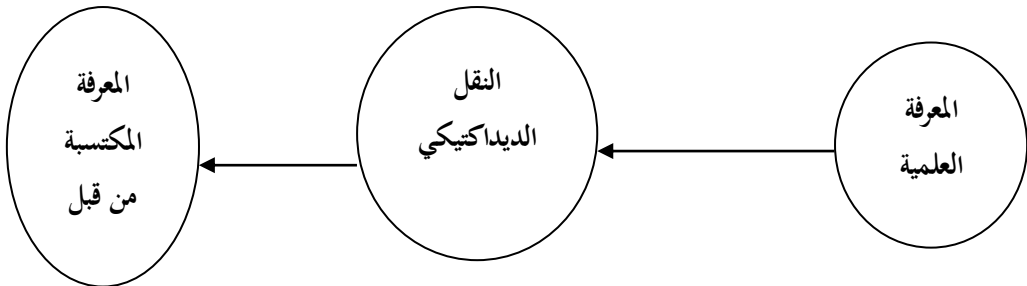 المعرفة
العلمية
النقل
الديداكتيكي
المعرفة
المكتسبة
من قبل